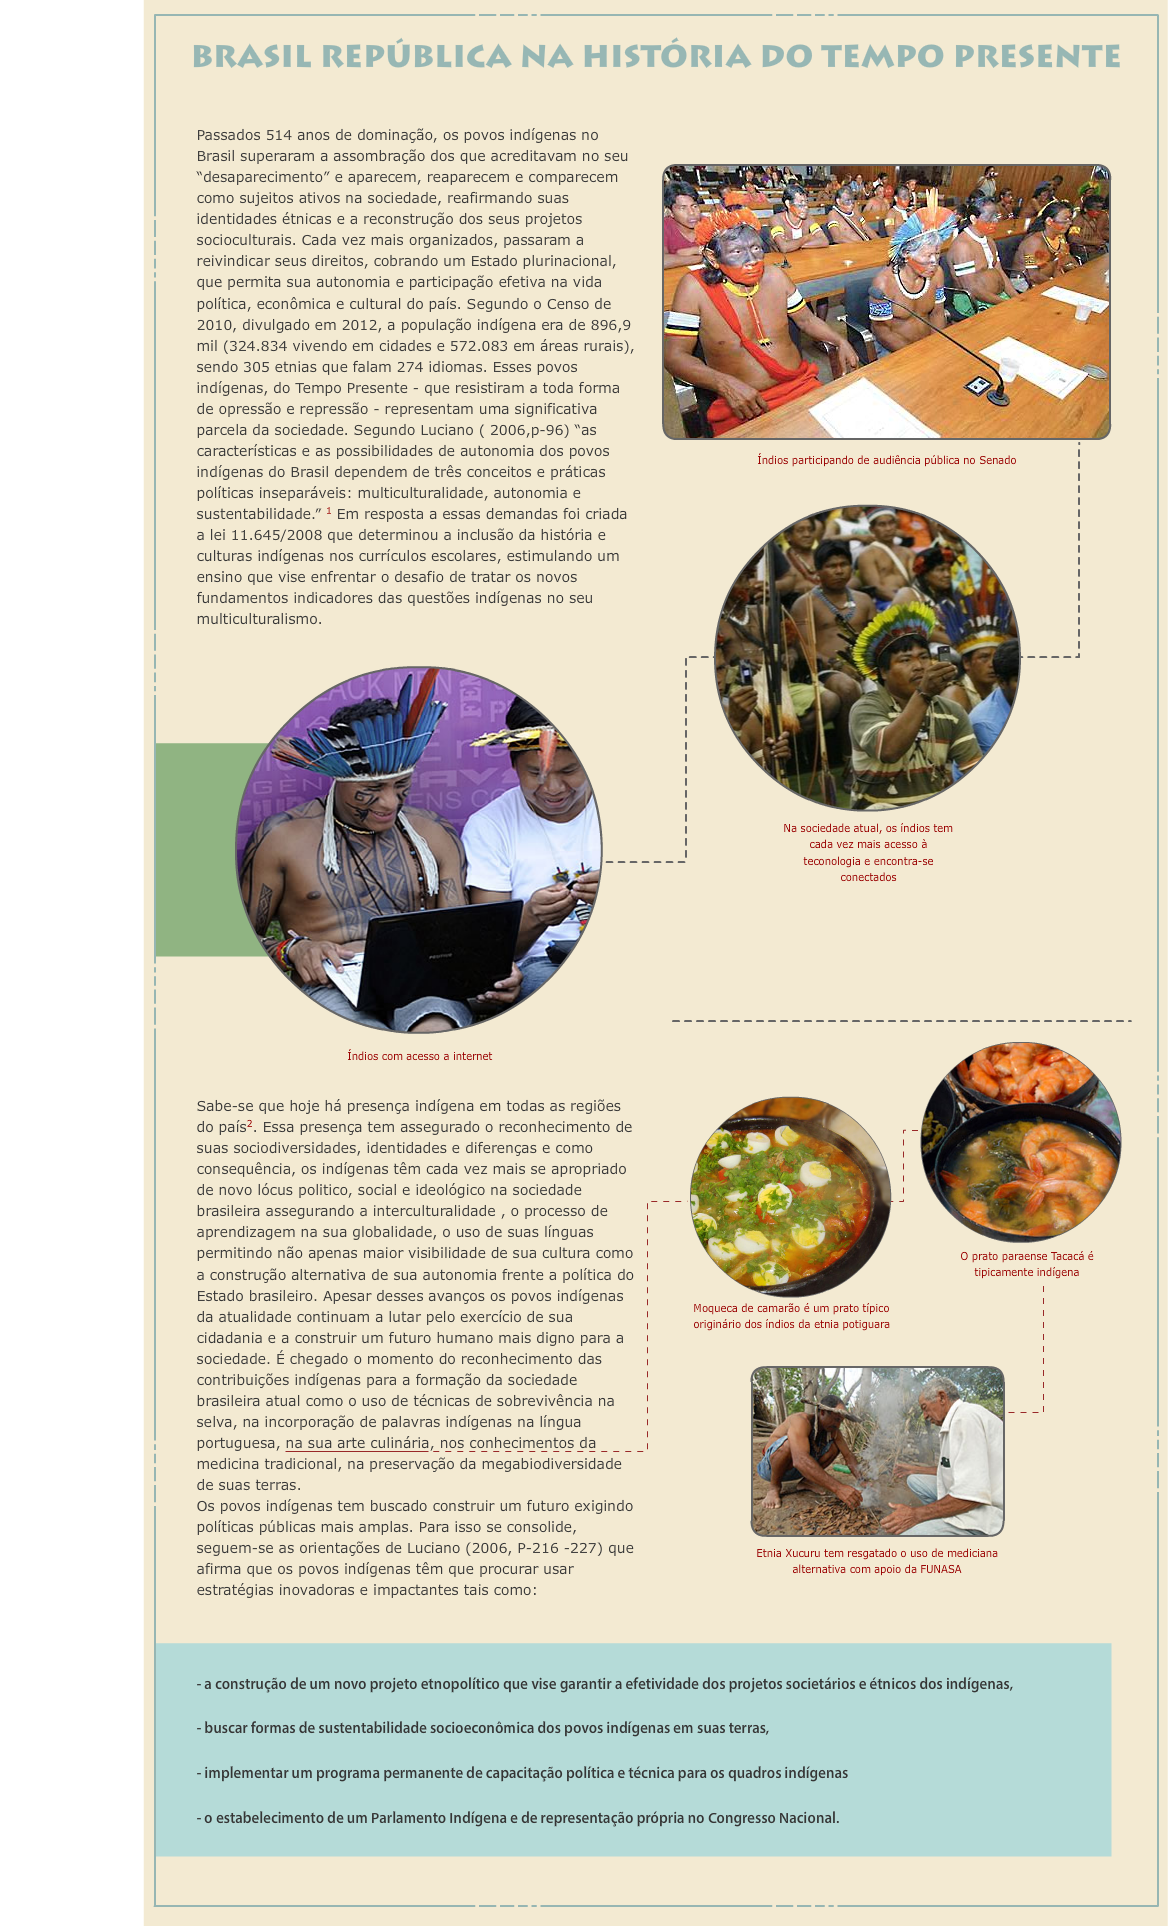 BRASIL REPÚBLICA NA HISTÓRIA DO TEMPO PRESENTE
Passados 514 anos de dominação, os povos indígenas no
Brasil superaram a assombração dos que acreditavam no seu
“desaparecimento” e aparecem, reaparecem e comparecem
como sujeitos ativos na sociedade, reafirmando suas
identidades étnicas e a reconstrução dos seus projetos
socioculturais. Cada vez mais organizados, passaram a
reivindicar seus direitos, cobrando um Estado plurinacional,
que permita sua autonomia e participação efetiva na vida
política, econômica e cultural do país. Segundo o Censo de
2010, divulgado em 2012, a população indígena era de 896,9
mil (324.834 vivendo em cidades e 572.083 em áreas rurais),
sendo 305 etnias que falam 274 idiomas. Esses povos
indígenas, do Tempo Presente - que resistiram a toda forma
de opressão e repressão - representam uma significativa
parcela da sociedade. Segundo Luciano ( 2006,p-96) “as
características e as possibilidades de autonomia dos povos
indígenas do Brasil dependem de três conceitos e práticas
políticas inseparáveis: multiculturalidade, autonomia e
sustentabilidade.” 1 Em resposta a essas demandas foi criada
a lei 11.645/2008 que determinou a inclusão da história e
culturas indígenas nos currículos escolares, estimulando um
ensino que vise enfrentar o desafio de tratar os novos
fundamentos indicadores das questões indígenas no seu
multiculturalismo.
Índios participando de audiência pública no Senado
Na sociedade atual, os índios tem
cada vez mais acesso à
teconologia e encontra-se
conectados
Índios com acesso a internet
Sabe-se que hoje há presença indígena em todas as regiões
do país2. Essa presença tem assegurado o reconhecimento de
suas sociodiversidades, identidades e diferenças e como
consequência, os indígenas têm cada vez mais se apropriado
de novo lócus politico, social e ideológico na sociedade
brasileira assegurando a interculturalidade , o processo de
aprendizagem na sua globalidade, o uso de suas línguas
permitindo não apenas maior visibilidade de sua cultura como
a construção alternativa de sua autonomia frente a política do
Estado brasileiro. Apesar desses avanços os povos indígenas
da atualidade continuam a lutar pelo exercício de sua
cidadania e a construir um futuro humano mais digno para a
sociedade. É chegado o momento do reconhecimento das
contribuições indígenas para a formação da sociedade
brasileira atual como o uso de técnicas de sobrevivência na
selva, na incorporação de palavras indígenas na língua
portuguesa, na sua arte culinária, nos conhecimentos da
medicina tradicional, na preservação da megabiodiversidade
de suas terras.
Os povos indígenas tem buscado construir um futuro exigindo
políticas públicas mais amplas. Para isso se consolide,
seguem-se as orientações de Luciano (2006, P-216 -227) que
afirma que os povos indígenas têm que procurar usar
estratégias inovadoras e impactantes tais como:
O prato paraense Tacacá é
tipicamente indígena
Moqueca de camarão é um prato típico
originário dos índios da etnia potiguara
Etnia Xucuru tem resgatado o uso de mediciana
alternativa com apoio da FUNASA
- a construção de um novo projeto etnopolítico que vise garantir a efetividade dos projetos societários e étnicos dos indígenas,
- buscar formas de sustentabilidade socioeconômica dos povos indígenas em suas terras,
- implementar um programa permanente de capacitação política e técnica para os quadros indígenas
- o estabelecimento de um Parlamento Indígena e de representação própria no Congresso Nacional.